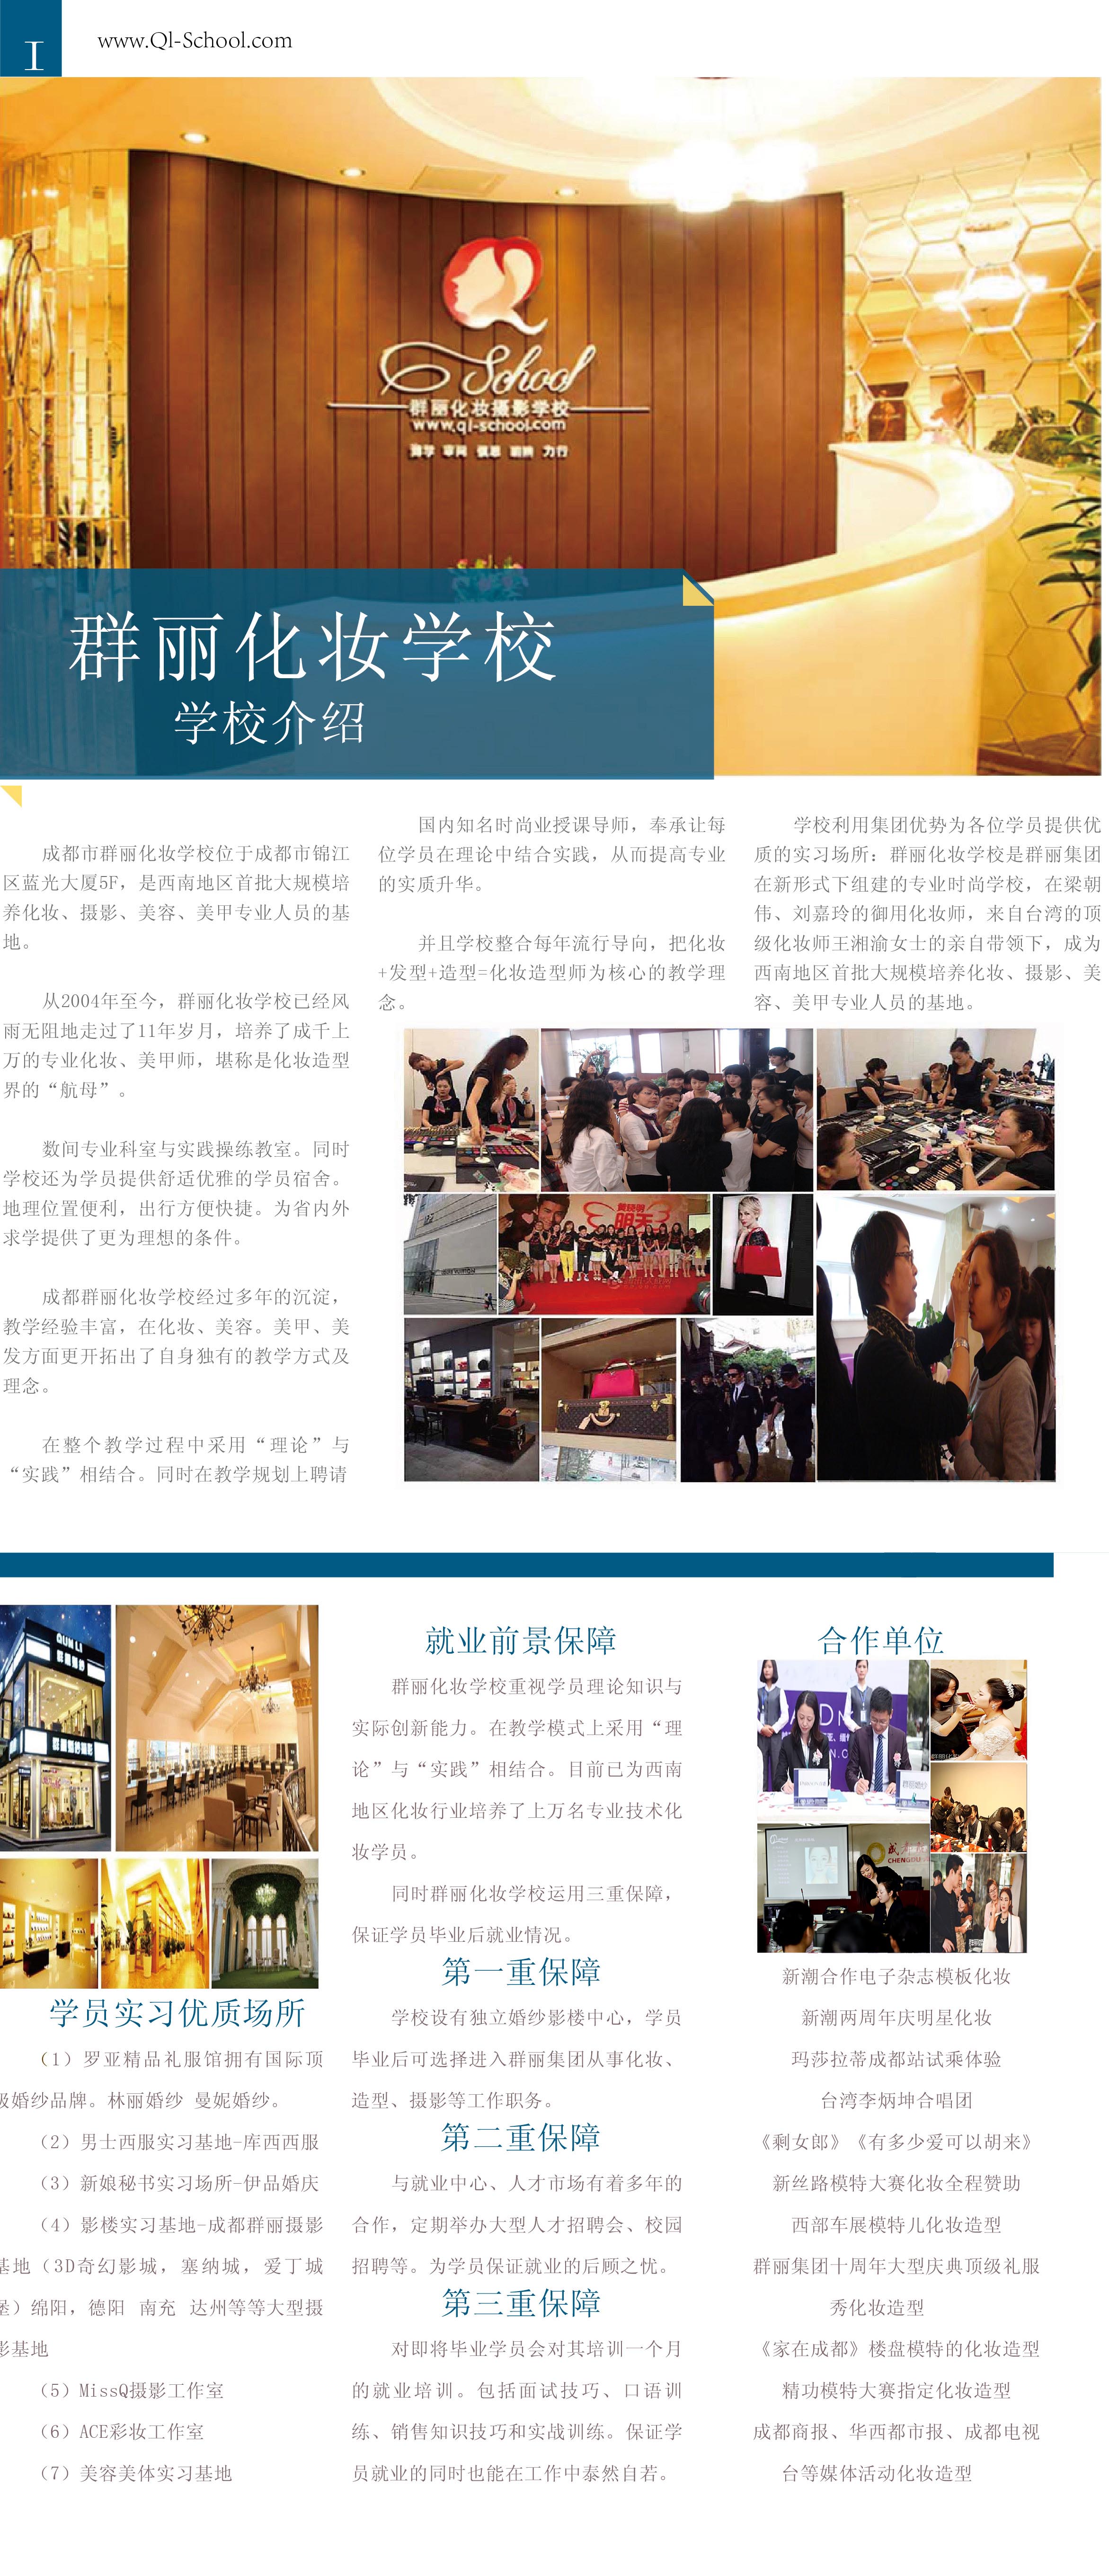 I
www.Ql-School.com
School
群丽化妆摄影学校
www.ql-school.com
群丽化妆学校
学校介绍
成都市群丽化妆学校位于成都市锦江
区蓝光大厦5F，是西南地区首批大规模培
养化妆、摄影、美容、美甲专业人员的基
地。
从2004年至今，群丽化妆学校已经风
雨无阻地走过了11年岁月，培养了成千上
万的专业化妆、美甲师，堪称是化妆造型
界的“航母”。
数间专业科室与实践操练教室。同时
学校还为学员提供舒适优雅的学员宿舍。
地理位置便利，出行方便快捷。为省内外
求学提供了更为理想的条件。
成都群丽化妆学校经过多年的沉淀，
教学经验丰富，在化妆、美容。美甲、美
发方面更开拓出了自身独有的教学方式及
理念。
在整个教学过程中采用“理论”与
“实践”相结合。同时在教学规划上聘请
国内知名时尚业授课导师，奉承让每
位学员在理论中结合实践，从而提高专业
的实质升华。
并且学校整合每年流行导向，把化妆
+发型+造型=化妆造型师为核心的教学理
念。
学校利用集团优势为各位学员提供优
质的实习场所：群丽化妆学校是群丽集团
在新形式下组建的专业时尚学校，在梁朝
伟、刘嘉玲的御用化妆师，来自台湾的顶
级化妆师王湘渝女士的亲自带领下，成为
西南地区首批大规模培养化妆、摄影、美
容、美甲专业人员的基地。
黄晓明
明天
QUN LI
学员实习优质场所
（1）罗亚精品礼服馆拥有国际顶
级婚纱品牌。林丽婚纱 曼妮婚纱。
（2）男士西服实习基地-库西西服
（3）新娘秘书实习场所-伊品婚庆
（4）影楼实习基地-成都群丽摄影
基地（3D奇幻影城，塞纳城，爱丁城
堡）绵阳，德阳 南充 达州等等大型摄
影基地
（5）MissQ摄影工作室
（6）ACE彩妆工作室
（7）美容美体实习基地
就业前景保障
群丽化妆学校重视学员理论知识与
实际创新能力。在教学模式上采用“理
论”与“实践”相结合。目前已为西南
地区化妆行业培养了上万名专业技术化
妆学员。
同时群丽化妆学校运用三重保障，
保证学员毕业后就业情况。
第一重保障
学校设有独立婚纱影楼中心，学员
毕业后可选择进入群丽集团从事化妆、
造型、摄影等工作职务。
第二重保障
与就业中心、人才市场有着多年的
合作，定期举办大型人才招聘会、校园
招聘等。为学员保证就业的后顾之忧。
第三重保障
对即将毕业学员会对其培训一个月
的就业培训。包括面试技巧、口语训
练、销售知识技巧和实战训练。保证学
员就业的同时也能在工作中泰然自若。
合作单位
CHENGDU
新潮合作电子杂志模板化妆
新潮两周年庆明星化妆
玛莎拉蒂成都站试乘体验
台湾李炳坤合唱团
《剩女郎》《有多少爱可以胡来》
新丝路模特大赛化妆全程赞助
西部车展模特儿化妆造型
群丽集团十周年大型庆典顶级礼服
秀化妆造型
《家在成都》楼盘模特的化妆造型
精功模特大赛指定化妆造型
成都商报、华西都市报、成都电视
台等媒体活动化妆造型